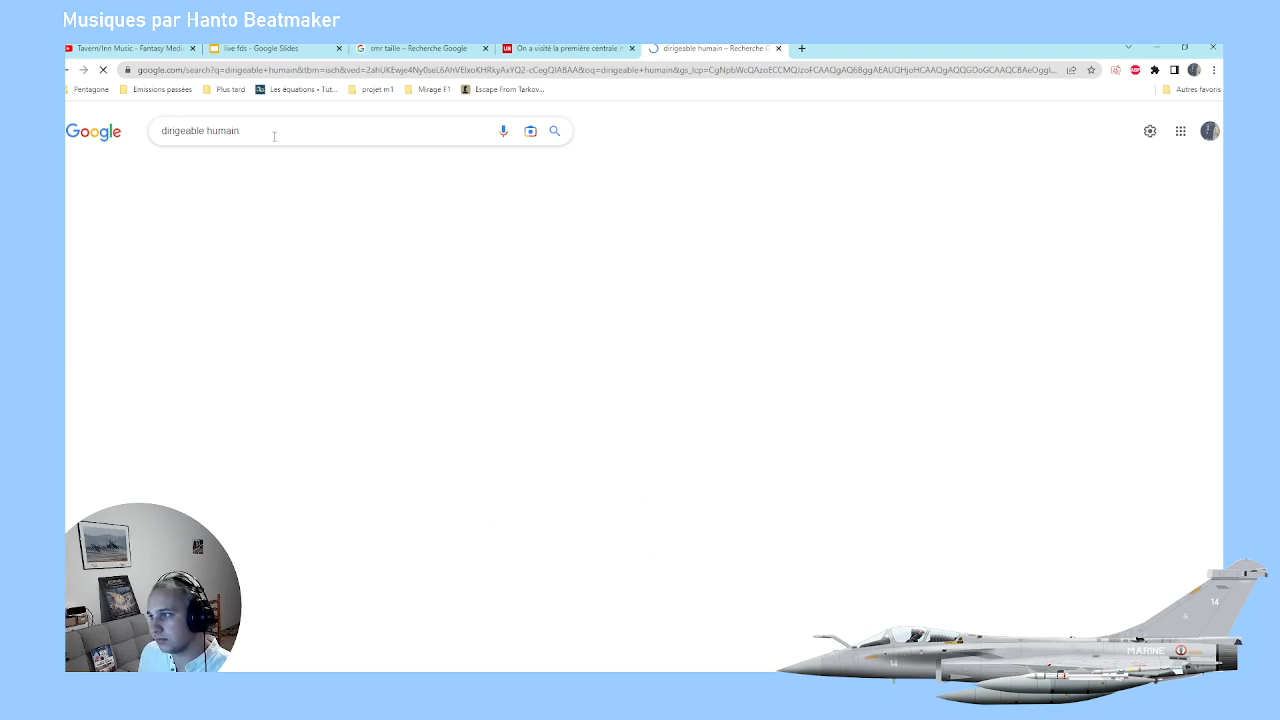 Musiques par Hanto Beatmaker
Tavern/Inn Music - Fantasy Medi
live fds - Google Slides
smr taille – Recherche Google
On a visité la première centrale n
dirigeable humain – Recherche G
Pentagone
Emissions passées
Plus tard
Les équations • Tut...
projet m1
Mirage F1
Escape From Tarkov...
Autres favoris
Google
dirigeable humain
14
MARINE
14